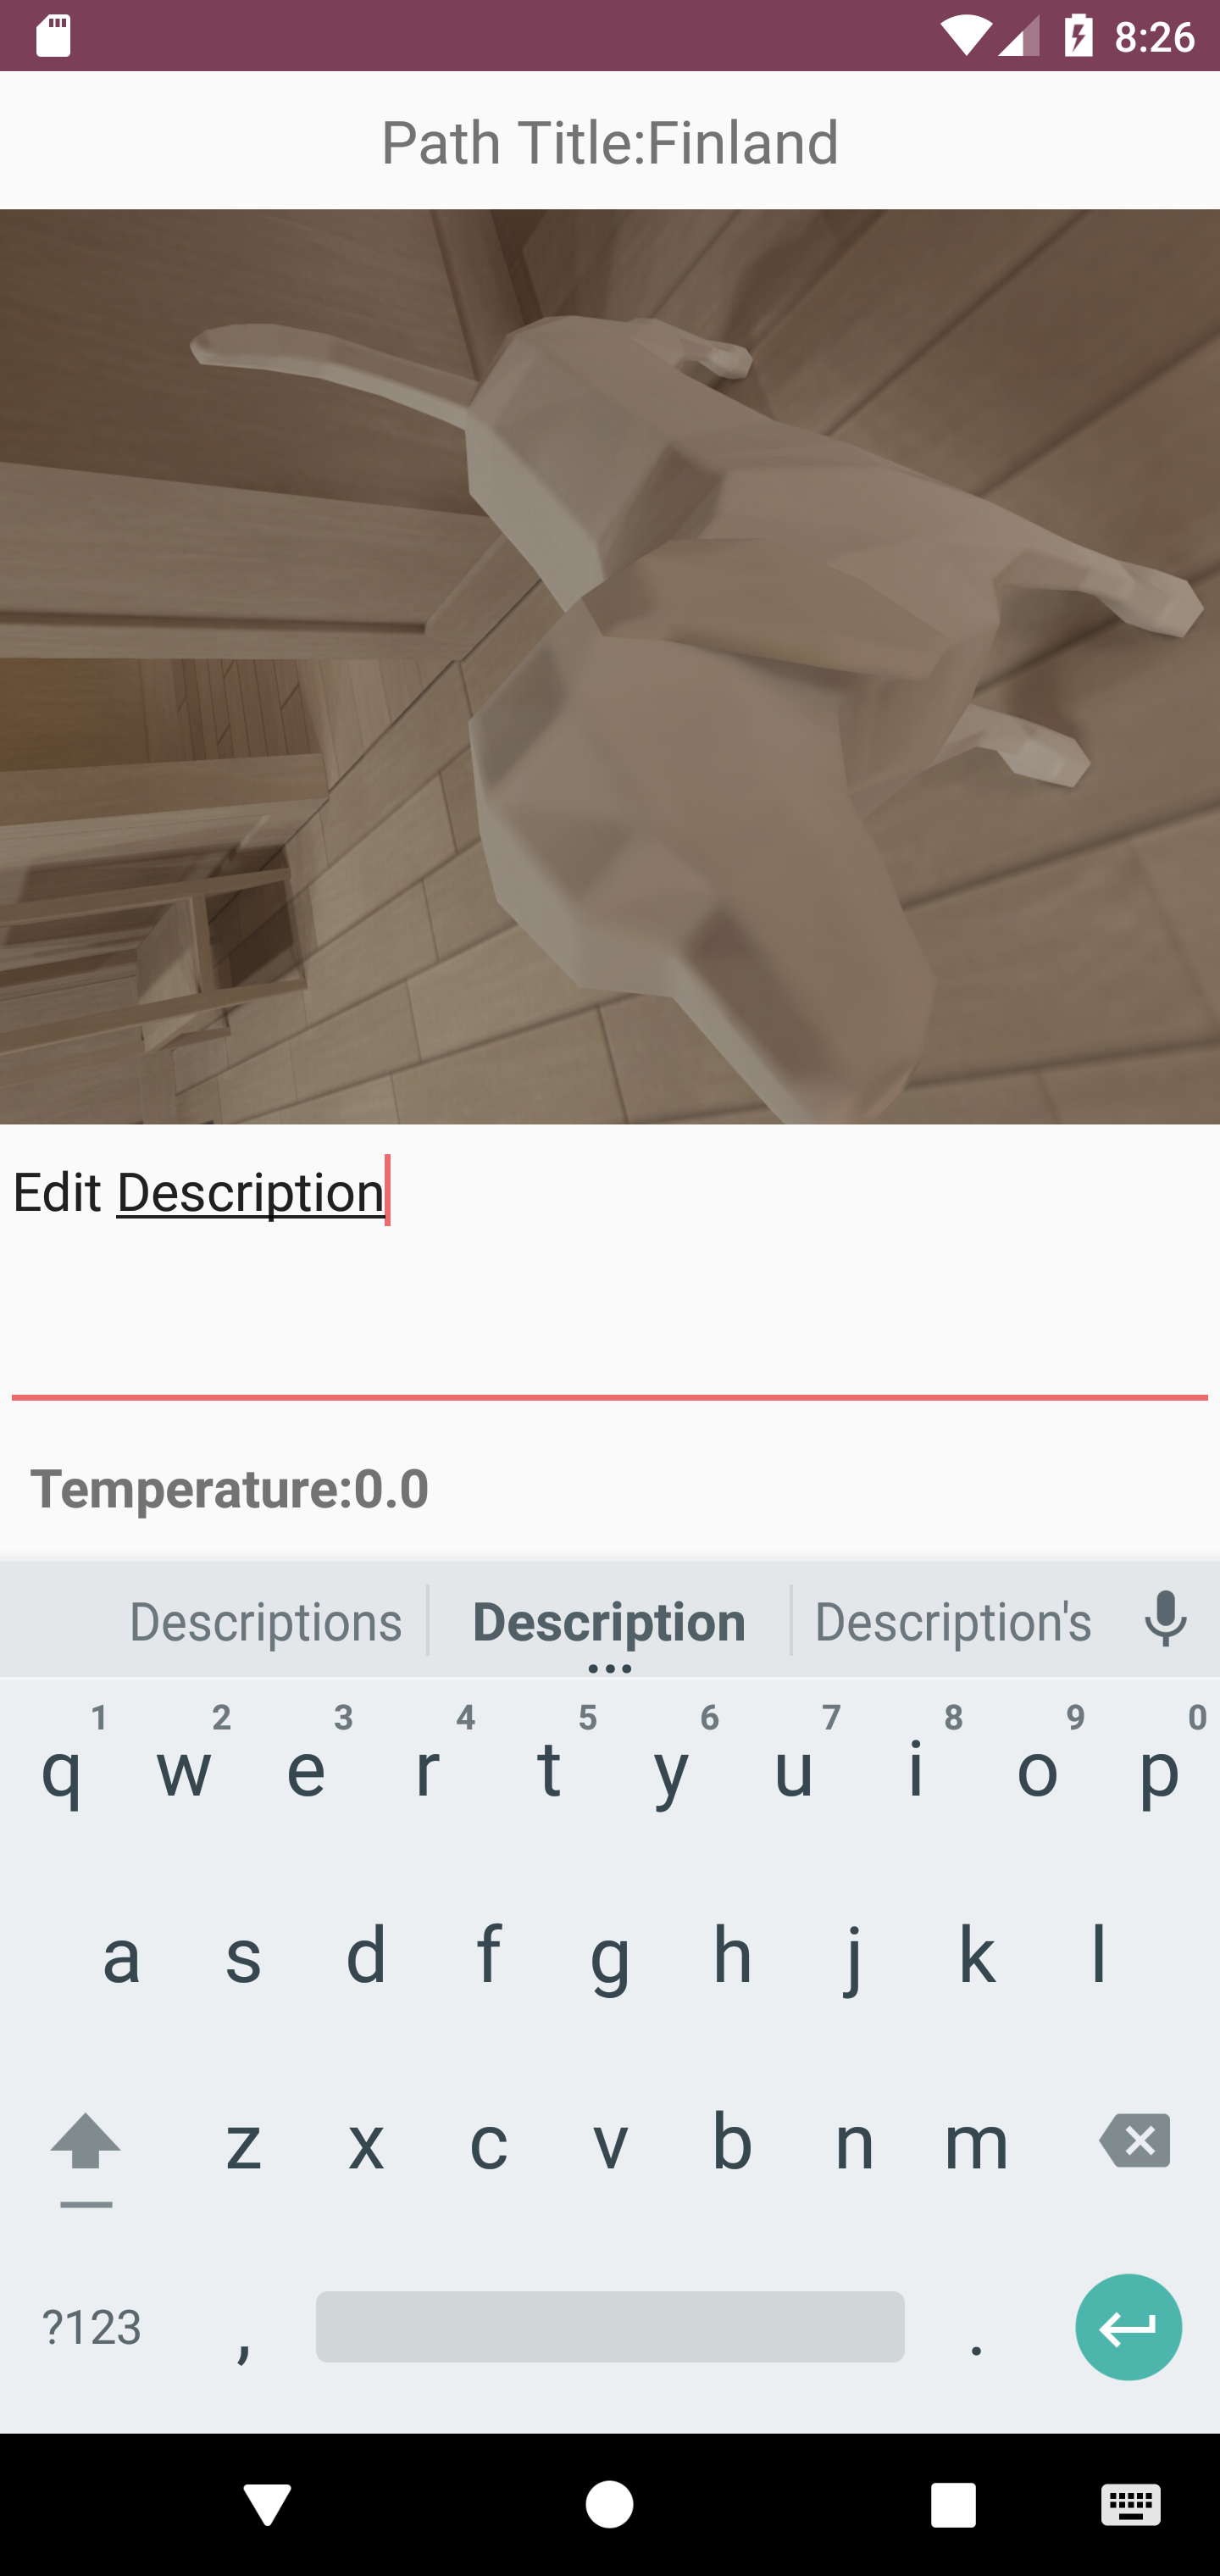 8:26
Path Title:Finland
Edit Description
Temperature:0.0
Descriptions Description Description's
1 2 3 4 5 6 7 8 9 0
q w e r t y u i o p
a s d f g h j k l
z x c v b n m
?123 , .